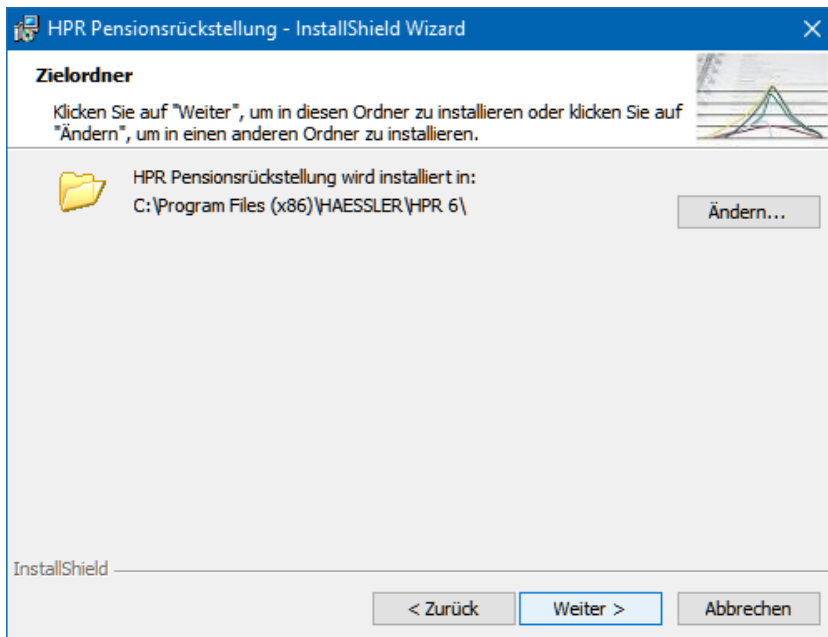 HPR Pensionsrückstellung - InstallShield Wizard
Zielordner
Klicken Sie auf "Weiter", um in diesen Ordner zu installieren oder klicken Sie auf
"Ändern", um in einen anderen Ordner zu installieren.
HPR Pensionsrückstellung wird installiert in:
C:\Program Files (x86)\HAESSLER\HPR 6\
Ändern...
InstallShield
< Zurück
Weiter >
Abbrechen